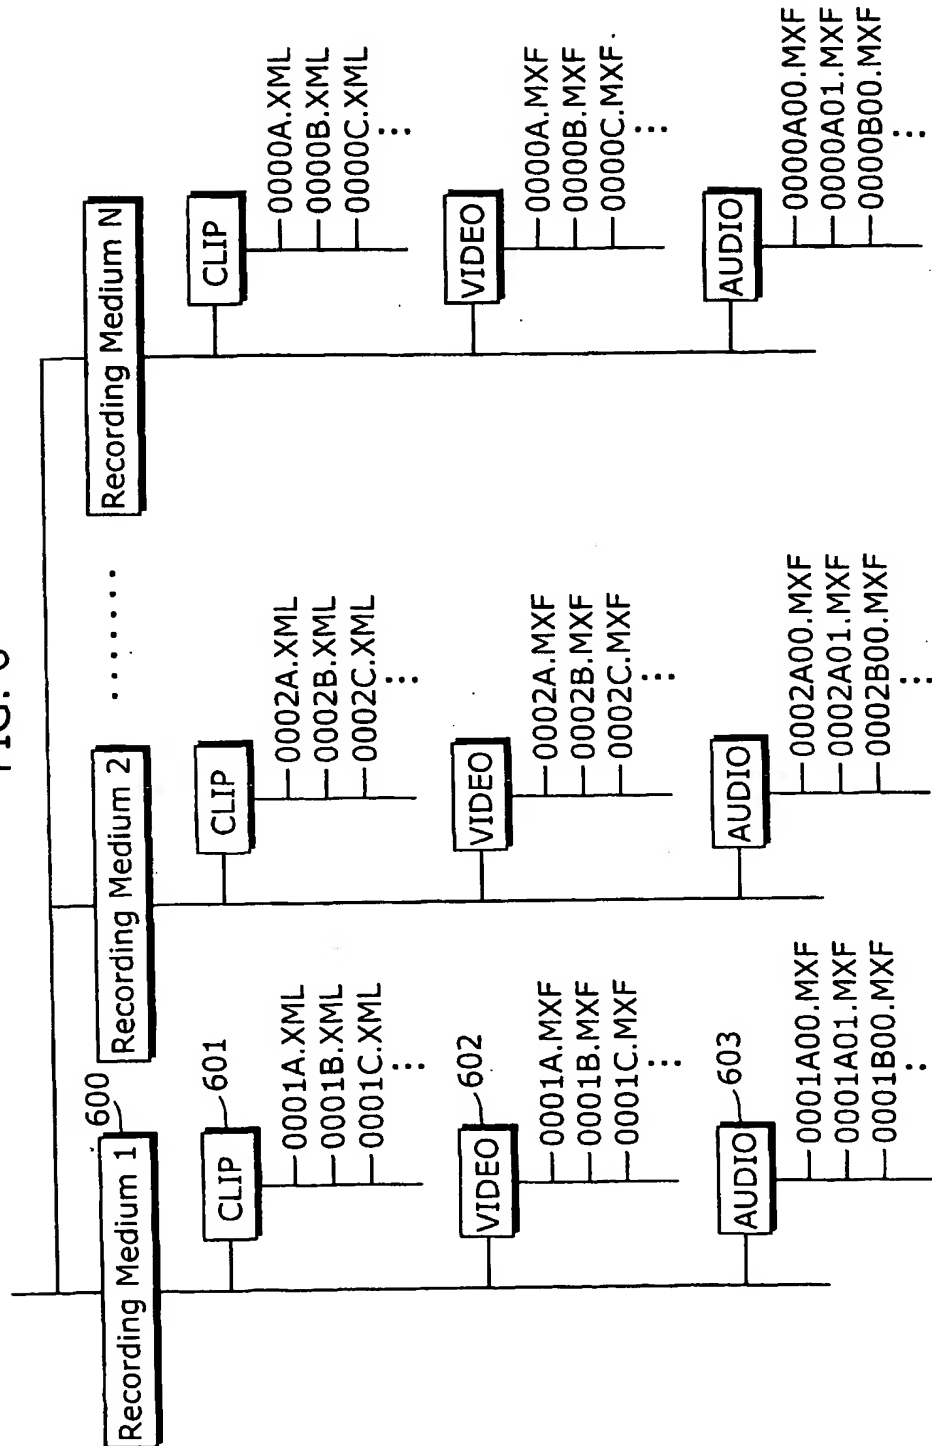 FIG. 6
Recording Medium 1
600
CLIP
601
0001A.XML
0001B.XML
0001C.XML
⋮
VIDEO
602
0001A.MXF
0001B.MXF
0001C.MXF
⋮
AUDIO
603
0001A00.MXF
0001A01.MXF
0001B00.MXF
⋮
Recording Medium 2
CLIP
0002A.XML
0002B.XML
0002C.XML
⋮
VIDEO
0002A.MXF
0002B.MXF
0002C.MXF
⋮
AUDIO
0002A00.MXF
0002A01.MXF
0002B00.MXF
⋮
.......
Recording Medium N
CLIP
0000A.XML
0000B.XML
0000C.XML
⋮
VIDEO
0000A.MXF
0000B.MXF
0000C.MXF
⋮
AUDIO
0000A00.MXF
0000A01.MXF
0000B00.MXF
⋮